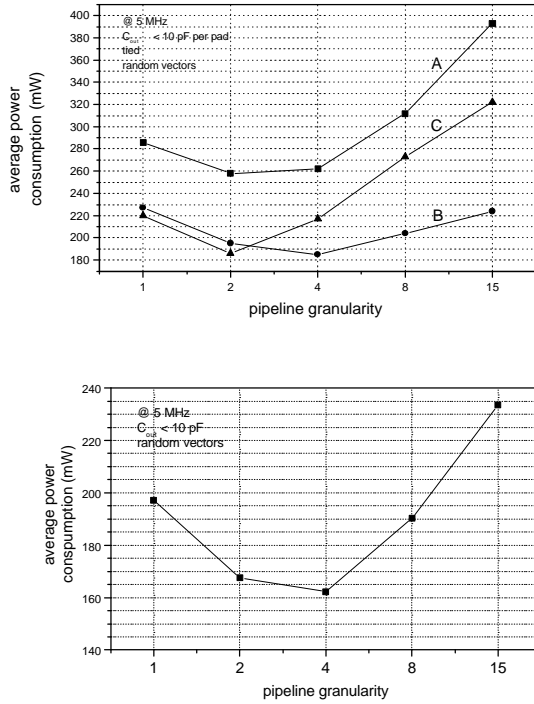 400
380
360
340
320
300
280
260
240
220
200
180
average power
consumption (mW)
@ 5 MHz
C out < 10 pF per pad
tied
random vectors
A
C
B
1 2 4 8 15
pipeline granularity
240
220
200
180
160
140
average power
conspumption (mW)
@ 5 MHz
C out < 10 pF
random vectors
1 2 4 8 15
pipeline granularity